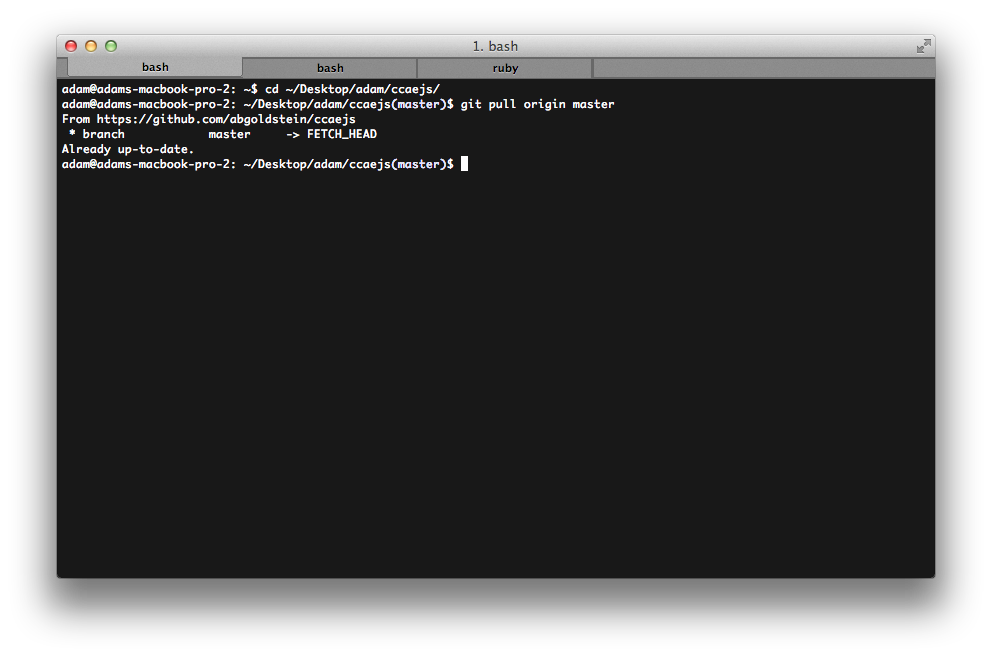 1. bash
bash bash ruby
adam@adams-macbook-pro-2: ~$ cd ~/Desktop/adam/ccaejs/
adam@adams-macbook-pro-2: ~/Desktop/adam/ccaejs(master)$ git pull origin master
From https://github.com/abgoldstein/ccaejs
 * branch            master     -> FETCH_HEAD
Already up-to-date.
adam@adams-macbook-pro-2: ~/Desktop/adam/ccaejs(master)$